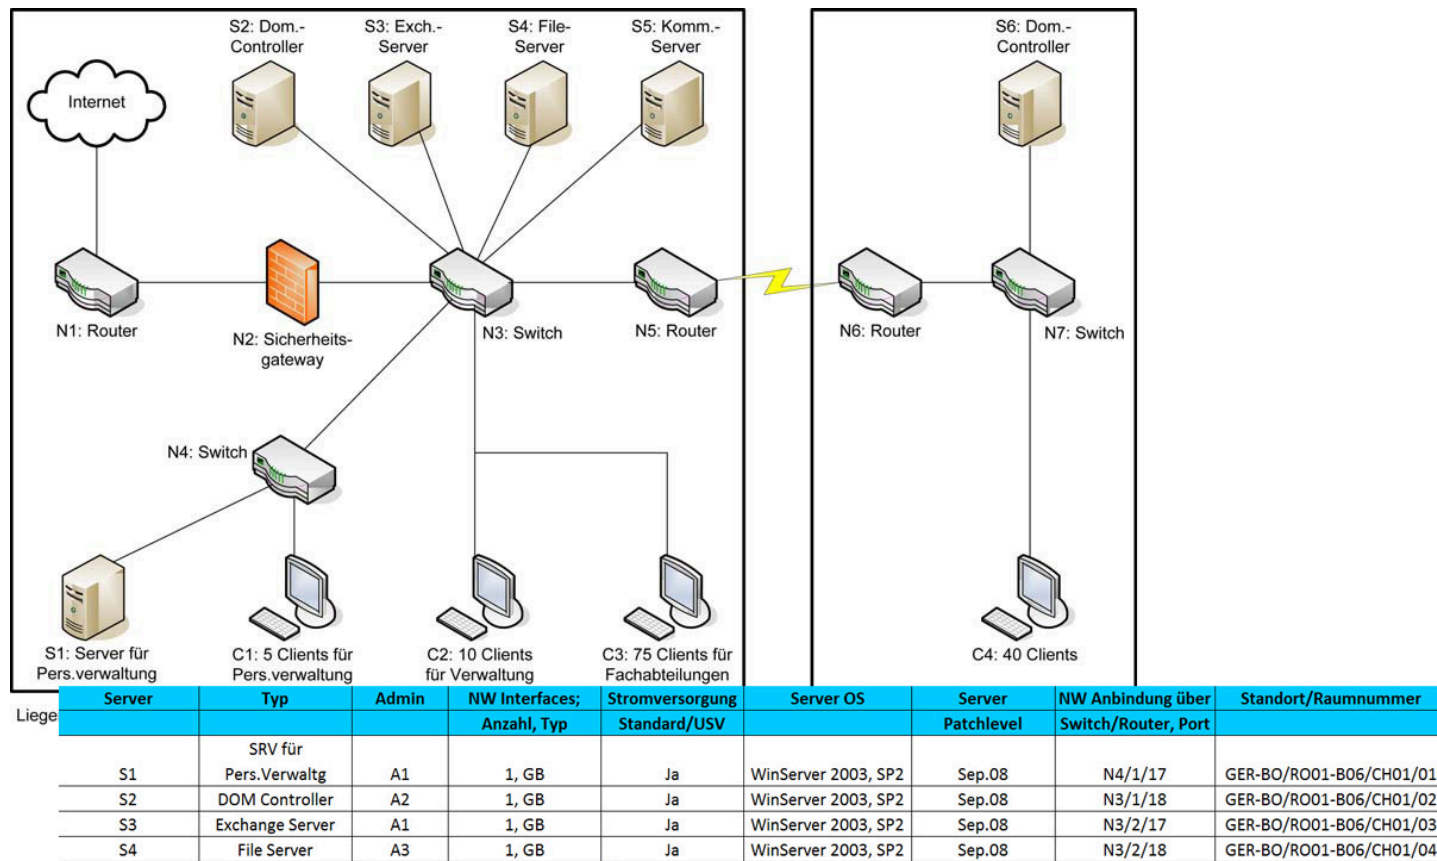 S2: Dom.-
Controller
S3: Exch.-
Server
S4: File-
Server
S5: Komm.-
Server
S6: Dom.-
Controller
Internet
N1: Router
N2: Sicherheits-
gateway
N3: Switch
N5: Router
N6: Router
N7: Switch
N4: Switch
S1: Server für
Pers.verwaltung
C1: 5 Clients für
Pers.verwaltung
C2: 10 Clients
für Verwaltung
C3: 75 Clients für
Fachabteilungen
C4: 40 Clients
Liege
Server Typ Admin NW Interfaces; Stromversorgung Server OS Server NW Anbindung über Standort/Raumnummer
Anzahl, Typ Standard/USV Patchlevel Switch/Router, Port
SRV für
S1 Pers.Verwaltg A1 1, GB Ja WinServer 2003, SP2 Sep.08 N4/1/17 GER-BO/RO01-B06/CH01/01
S2 DOM Controller A2 1, GB Ja WinServer 2003, SP2 Sep.08 N3/1/18 GER-BO/RO01-B06/CH01/02
S3 Exchange Server A1 1, GB Ja WinServer 2003, SP2 Sep.08 N3/2/17 GER-BO/RO01-B06/CH01/03
S4 File Server A3 1, GB Ja WinServer 2003, SP2 Sep.08 N3/2/18 GER-BO/RO01-B06/CH01/04